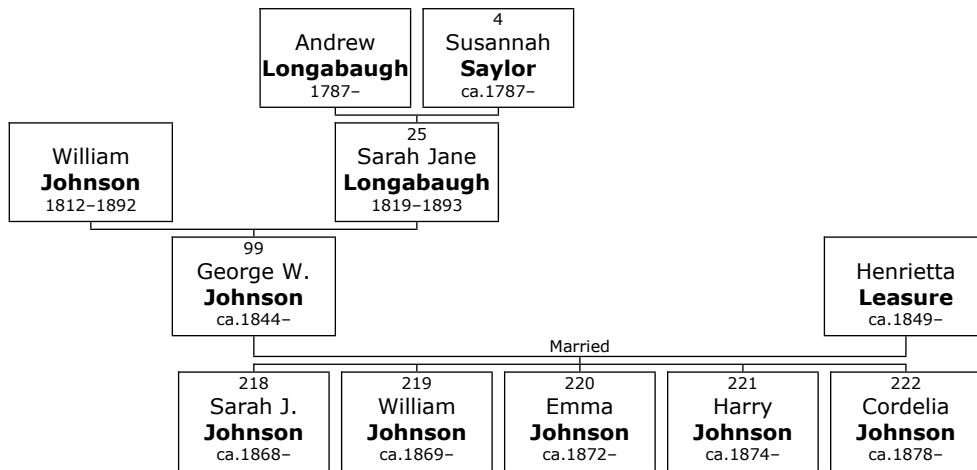 Andrew
Longabaugh
1787–
4
Susannah
Saylor
ca.1787–
William
Johnson
1812–1892
25
Sarah Jane
Longabaugh
1819–1893
99
George W.
Johnson
ca.1844–
Henrietta
Leasure
ca.1849–
Married
218
Sarah J.
Johnson
ca.1868–
219
William
Johnson
ca.1869–
220
Emma
Johnson
ca.1872–
221
Harry
Johnson
ca.1874–
222
Cordelia
Johnson
ca.1878–